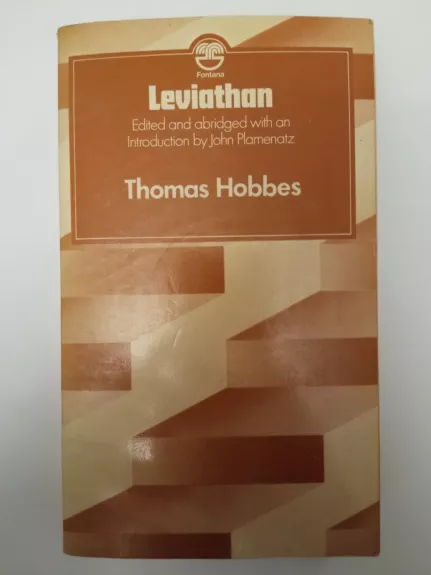 Fontana
Leviathan
Edited and abridged with an
Introduction by John Plamenatz
Thomas Hobbes